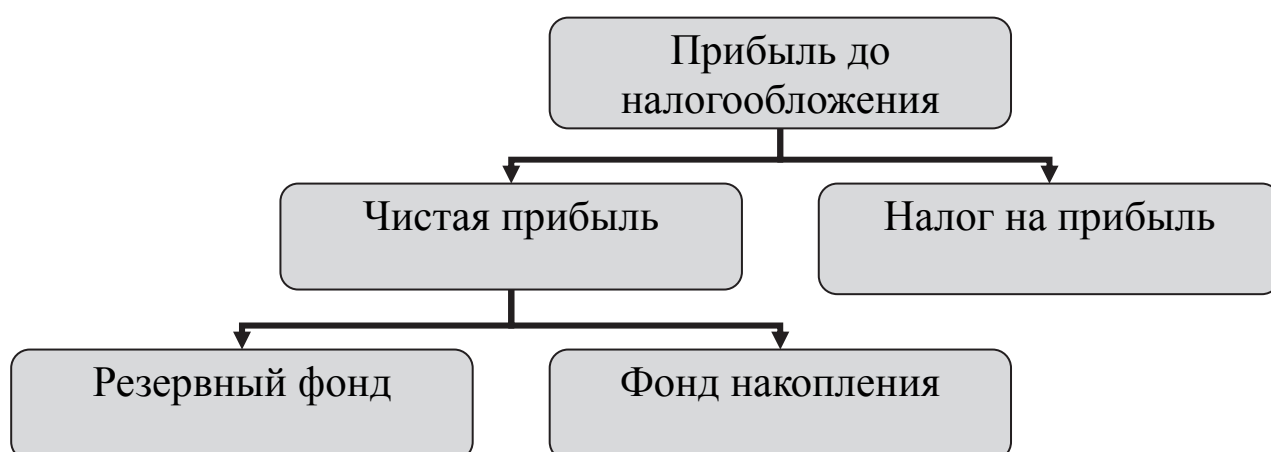 Прибыль до
налогообложения
Чистая прибыль
Налог на прибыль
Резервный фонд
Фонд накопления